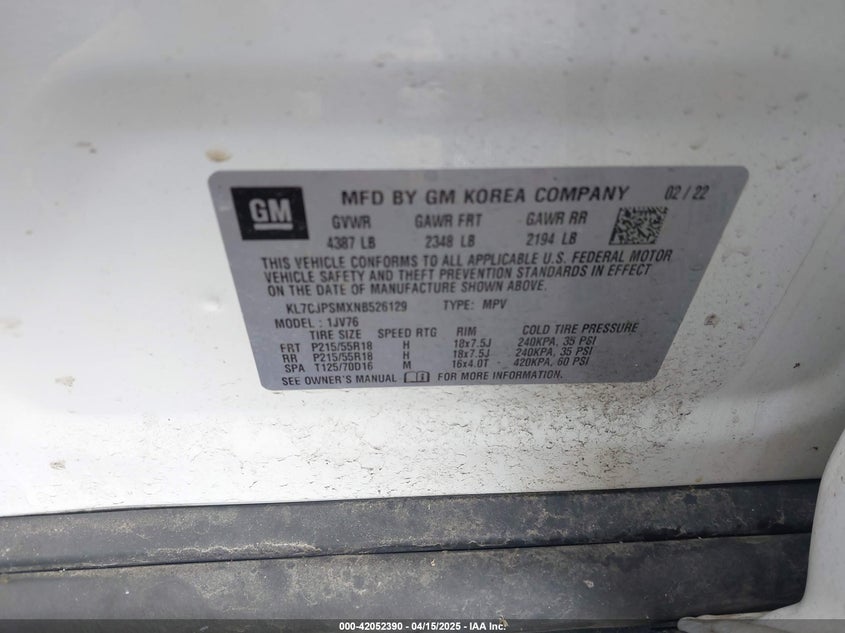 GM MFD BY GM KOREA COMPANY 02 / 22
GVWR GAWR FRT GAWR RR
4387 LB 2348 LB 2194 LB
THIS VEHICLE CONFORMS TO ALL APPLICABLE U.S. FEDERAL MOTOR
VEHICLE SAFETY AND THEFT PREVENTION STANDARDS IN EFFECT
ON THE DATE OF MANUFACTURE SHOWN ABOVE.
KL7CJPSMXNB526129 TYPE: MPV
MODEL : 1JV76
TIRE SIZE SPEED RTG RIM COLD TIRE PRESSURE
FRT P215/55R18 H 18x7.5J 240KPA, 35 PSI
RR P215/55R18 H 18x7.5J 240KPA, 35 PSI
SPA T125/70D16 M 16x4.0T 420KPA, 60 PSI
SEE OWNER'S MANUAL FOR MORE INFORMATION.
000-42052390 - 04/15/2025 - IAA Inc.